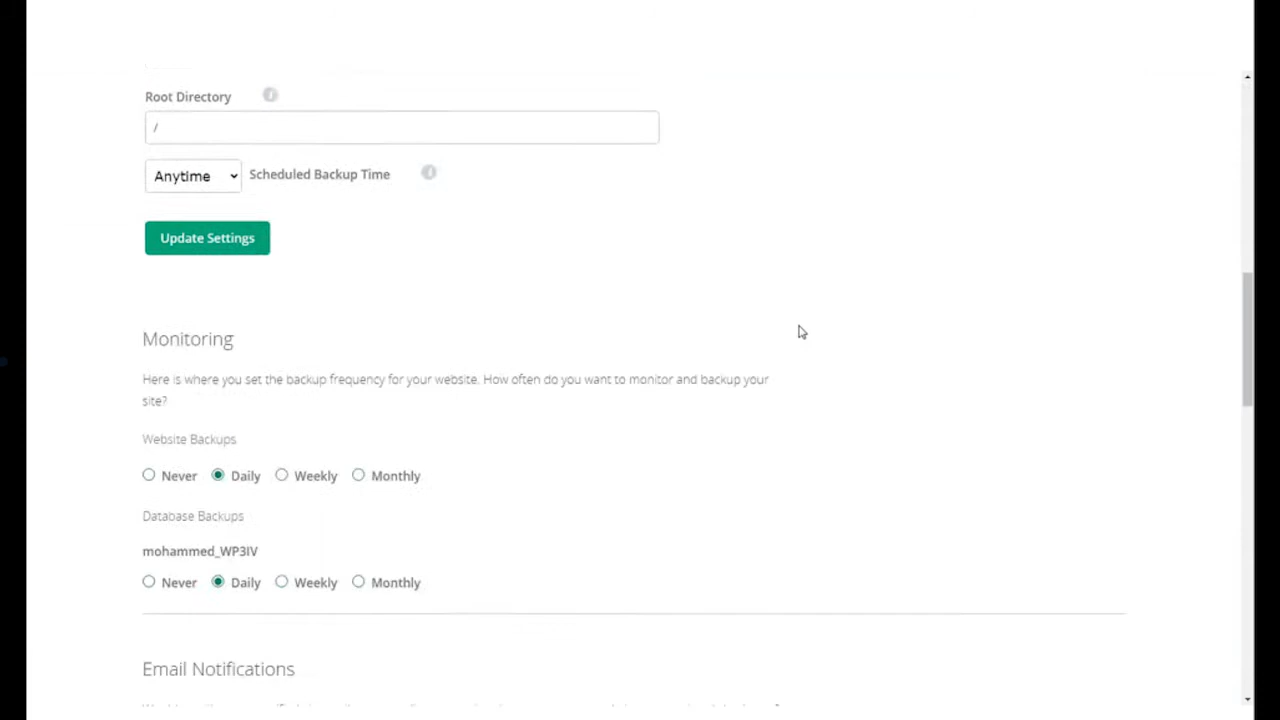 Root Directory
/
Anytime Scheduled Backup Time
Update Settings
Monitoring
Here is where you set the backup frequency for your website. How often do you want to monitor and backup your
site?
Website Backups
Never Daily Weekly Monthly
Database Backups
mohammed_WP3IV
Never Daily Weekly Monthly
Email Notifications